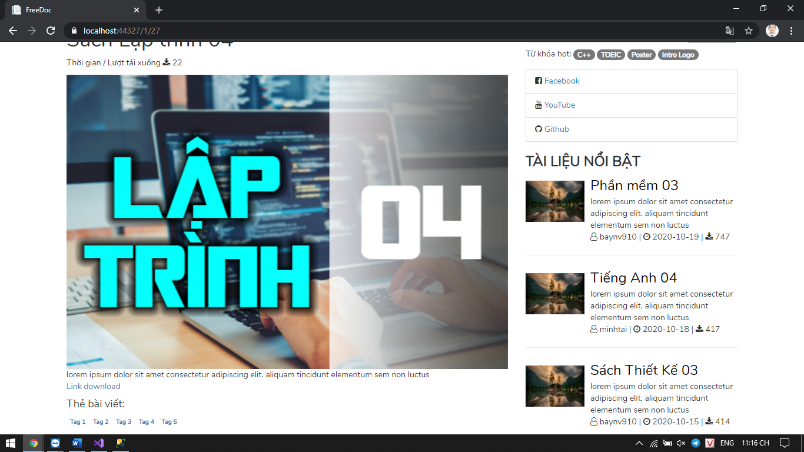 FreeDoc
localhost:44327/1/27
Sách Lập trình 04
Thời gian / Lượt tải xuống 22
LẬP
TRÌNH
04
lorem ipsum dolor sit amet consectetur adipiscing elit. aliquam tincidunt elementum sem non luctus
Link download
Thẻ bài viết:
Tag 1 Tag 2 Tag 3 Tag 4 Tag 5
Từ khóa hot: C++ TOEIC Poster Intro Logo
Facebook
YouTube
Github
TÀI LIỆU NỔI BẬT
Phần mềm 03
lorem ipsum dolor sit amet consectetur
adipiscing elit. aliquam tincidunt
elementum sem non luctus
baynv910 | 2020-10-19 | 747
Tiếng Anh 04
lorem ipsum dolor sit amet consectetur
adipiscing elit. aliquam tincidunt
elementum sem non luctus
minhtai | 2020-10-18 | 417
Sách Thiết Kế 03
lorem ipsum dolor sit amet consectetur
adipiscing elit. aliquam tincidunt
elementum sem non luctus
baynv910 | 2020-10-15 | 414
ENG 11:16 CH